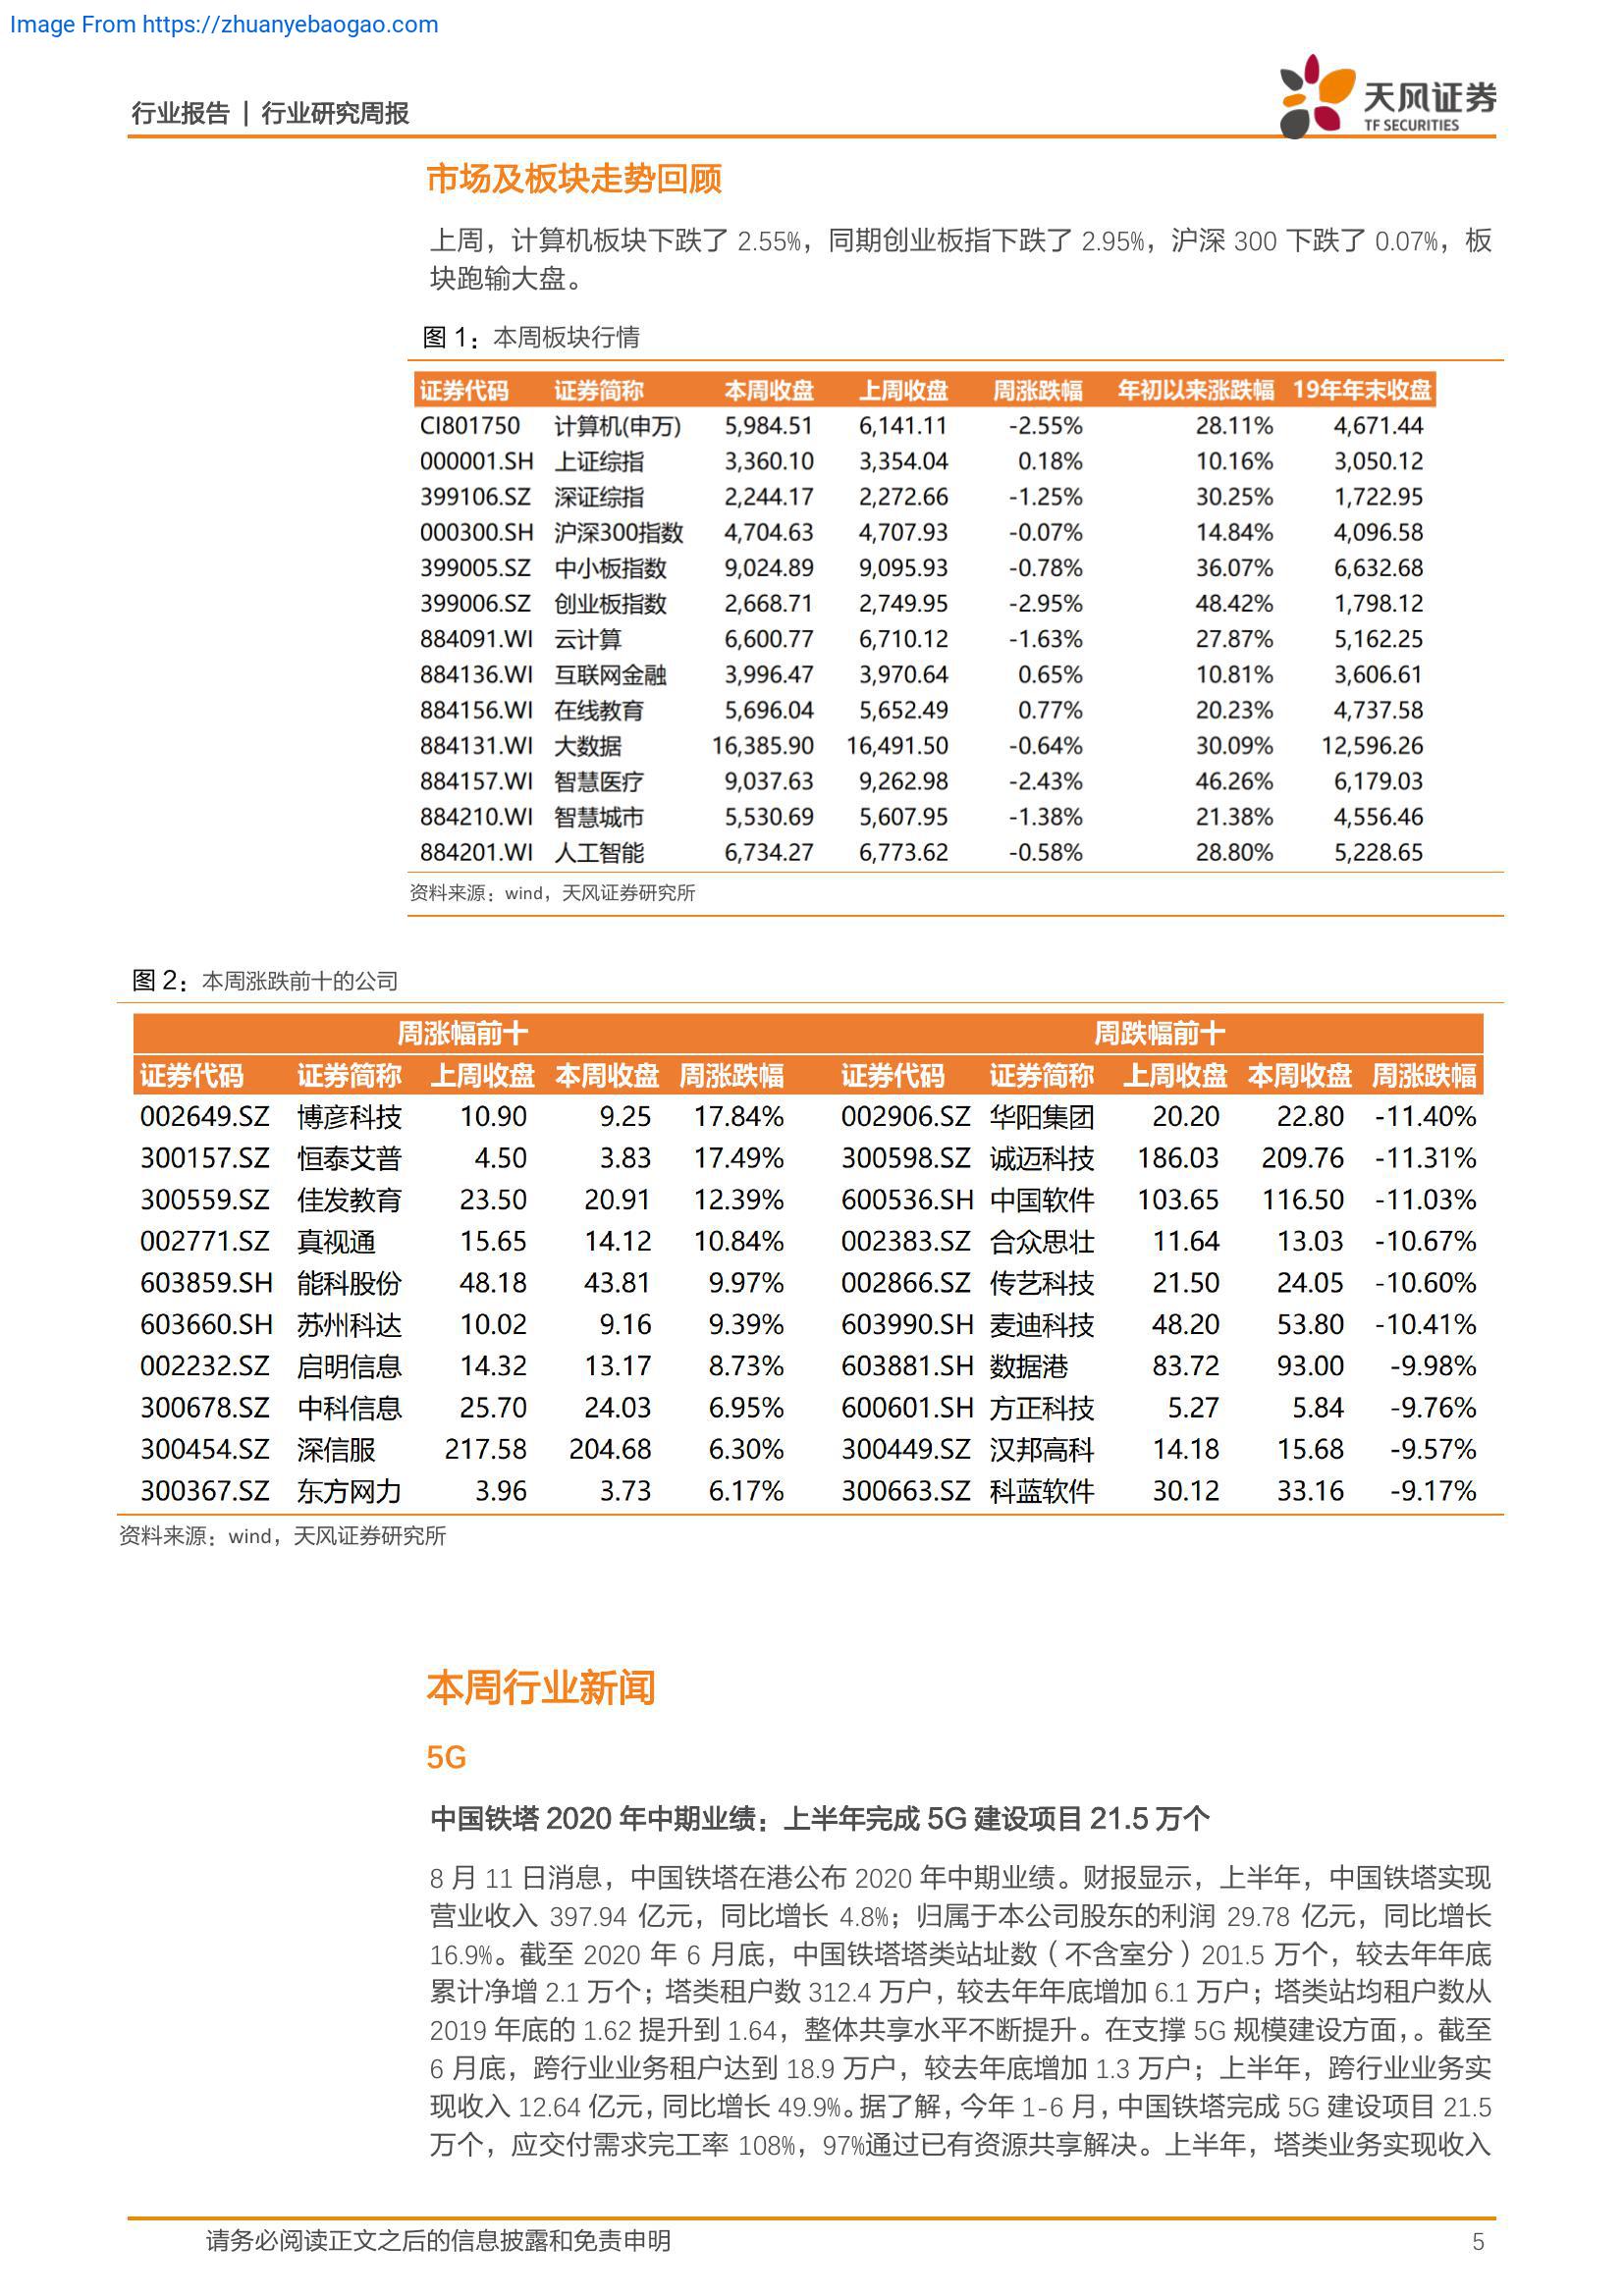 Image From https://zhuanyebaogao.com
行业报告 | 行业研究周报
天风证券
TF SECURITIES
市场及板块走势回顾
上周，计算机板块下跌了 2.55%，同期创业板指下跌了 2.95%，沪深 300 下跌了 0.07%，板
块跑输大盘。
图 1：本周板块行情
证券代码 证券简称 本周收盘 上周收盘 周涨跌幅 年初以来涨跌幅 19年年末收盘
CI801750 计算机(申万) 5,984.51 6,141.11 -2.55% 28.11% 4,671.44
000001.SH 上证综指 3,360.10 3,354.04 0.18% 10.16% 3,050.12
399106.SZ 深证综指 2,244.17 2,272.66 -1.25% 30.25% 1,722.95
000300.SH 沪深300指数 4,704.63 4,707.93 -0.07% 14.84% 4,096.58
399005.SZ 中小板指数 9,024.89 9,095.93 -0.78% 36.07% 6,632.68
399006.SZ 创业板指数 2,668.71 2,749.95 -2.95% 48.42% 1,798.12
884091.WI 云计算 6,600.77 6,710.12 -1.63% 27.87% 5,162.25
884136.WI 互联网金融 3,996.47 3,970.64 0.65% 10.81% 3,606.61
884156.WI 在线教育 5,696.04 5,652.49 0.77% 20.23% 4,737.58
884131.WI 大数据 16,385.90 16,491.50 -0.64% 30.09% 12,596.26
884157.WI 智慧医疗 9,037.63 9,262.98 -2.43% 46.26% 6,179.03
884210.WI 智慧城市 5,530.69 5,607.95 -1.38% 21.38% 4,556.46
884201.WI 人工智能 6,734.27 6,773.62 -0.58% 28.80% 5,228.65
资料来源：wind，天风证券研究所
图 2：本周涨跌前十的公司
周涨幅前十 周跌幅前十
证券代码 证券简称 上周收盘 本周收盘 周涨跌幅 证券代码 证券简称 上周收盘 本周收盘 周涨跌幅
002649.SZ 博彦科技 10.90 9.25 17.84% 002906.SZ 华阳集团 20.20 22.80 -11.40%
300157.SZ 恒泰艾普 4.50 3.83 17.49% 300598.SZ 诚迈科技 186.03 209.76 -11.31%
300559.SZ 佳发教育 23.50 20.91 12.39% 600536.SH 中国软件 103.65 116.50 -11.03%
002771.SZ 真视通 15.65 14.12 10.84% 002383.SZ 合众思壮 11.64 13.03 -10.67%
603859.SH 能科股份 48.18 43.81 9.97% 002866.SZ 传艺科技 21.50 24.05 -10.60%
603660.SH 苏州科达 10.02 9.16 9.39% 603990.SH 麦迪科技 48.20 53.80 -10.41%
002232.SZ 启明信息 14.32 13.17 8.73% 603881.SH 数据港 83.72 93.00 -9.98%
300678.SZ 中科信息 25.70 24.03 6.95% 600601.SH 方正科技 5.27 5.84 -9.76%
300454.SZ 深信服 217.58 204.68 6.30% 300449.SZ 汉邦高科 14.18 15.68 -9.57%
300367.SZ 东方网力 3.96 3.73 6.17% 300663.SZ 科蓝软件 30.12 33.16 -9.17%
资料来源：wind，天风证券研究所
本周行业新闻
5G
中国铁塔 2020 年中期业绩：上半年完成 5G 建设项目 21.5 万个
8 月 11 日消息，中国铁塔在港公布 2020 年中期业绩。财报显示，上半年，中国铁塔实现
营业收入 397.94 亿元，同比增长 4.8%；归属于本公司股东的利润 29.78 亿元，同比增长
16.9%。截至 2020 年 6 月底，中国铁塔塔类站址数（不含室分）201.5 万个，较去年年底
累计净增 2.1 万个；塔类租户数 312.4 万户，较去年年底增加 6.1 万户；塔类站均租户数从
2019 年底的 1.62 提升到 1.64，整体共享水平不断提升。在支撑 5G 规模建设方面，。截至
6 月底，跨行业业务租户达到 18.9 万户，较去年底增加 1.3 万户；上半年，跨行业业务实
现收入 12.64 亿元，同比增长 49.9%。据了解，今年 1-6 月，中国铁塔完成 5G 建设项目 21.5
万个，应交付需求完工率 108%，97%通过已有资源共享解决。上半年，塔类业务实现收入
请务必阅读正文之后的信息披露和免责申明 5